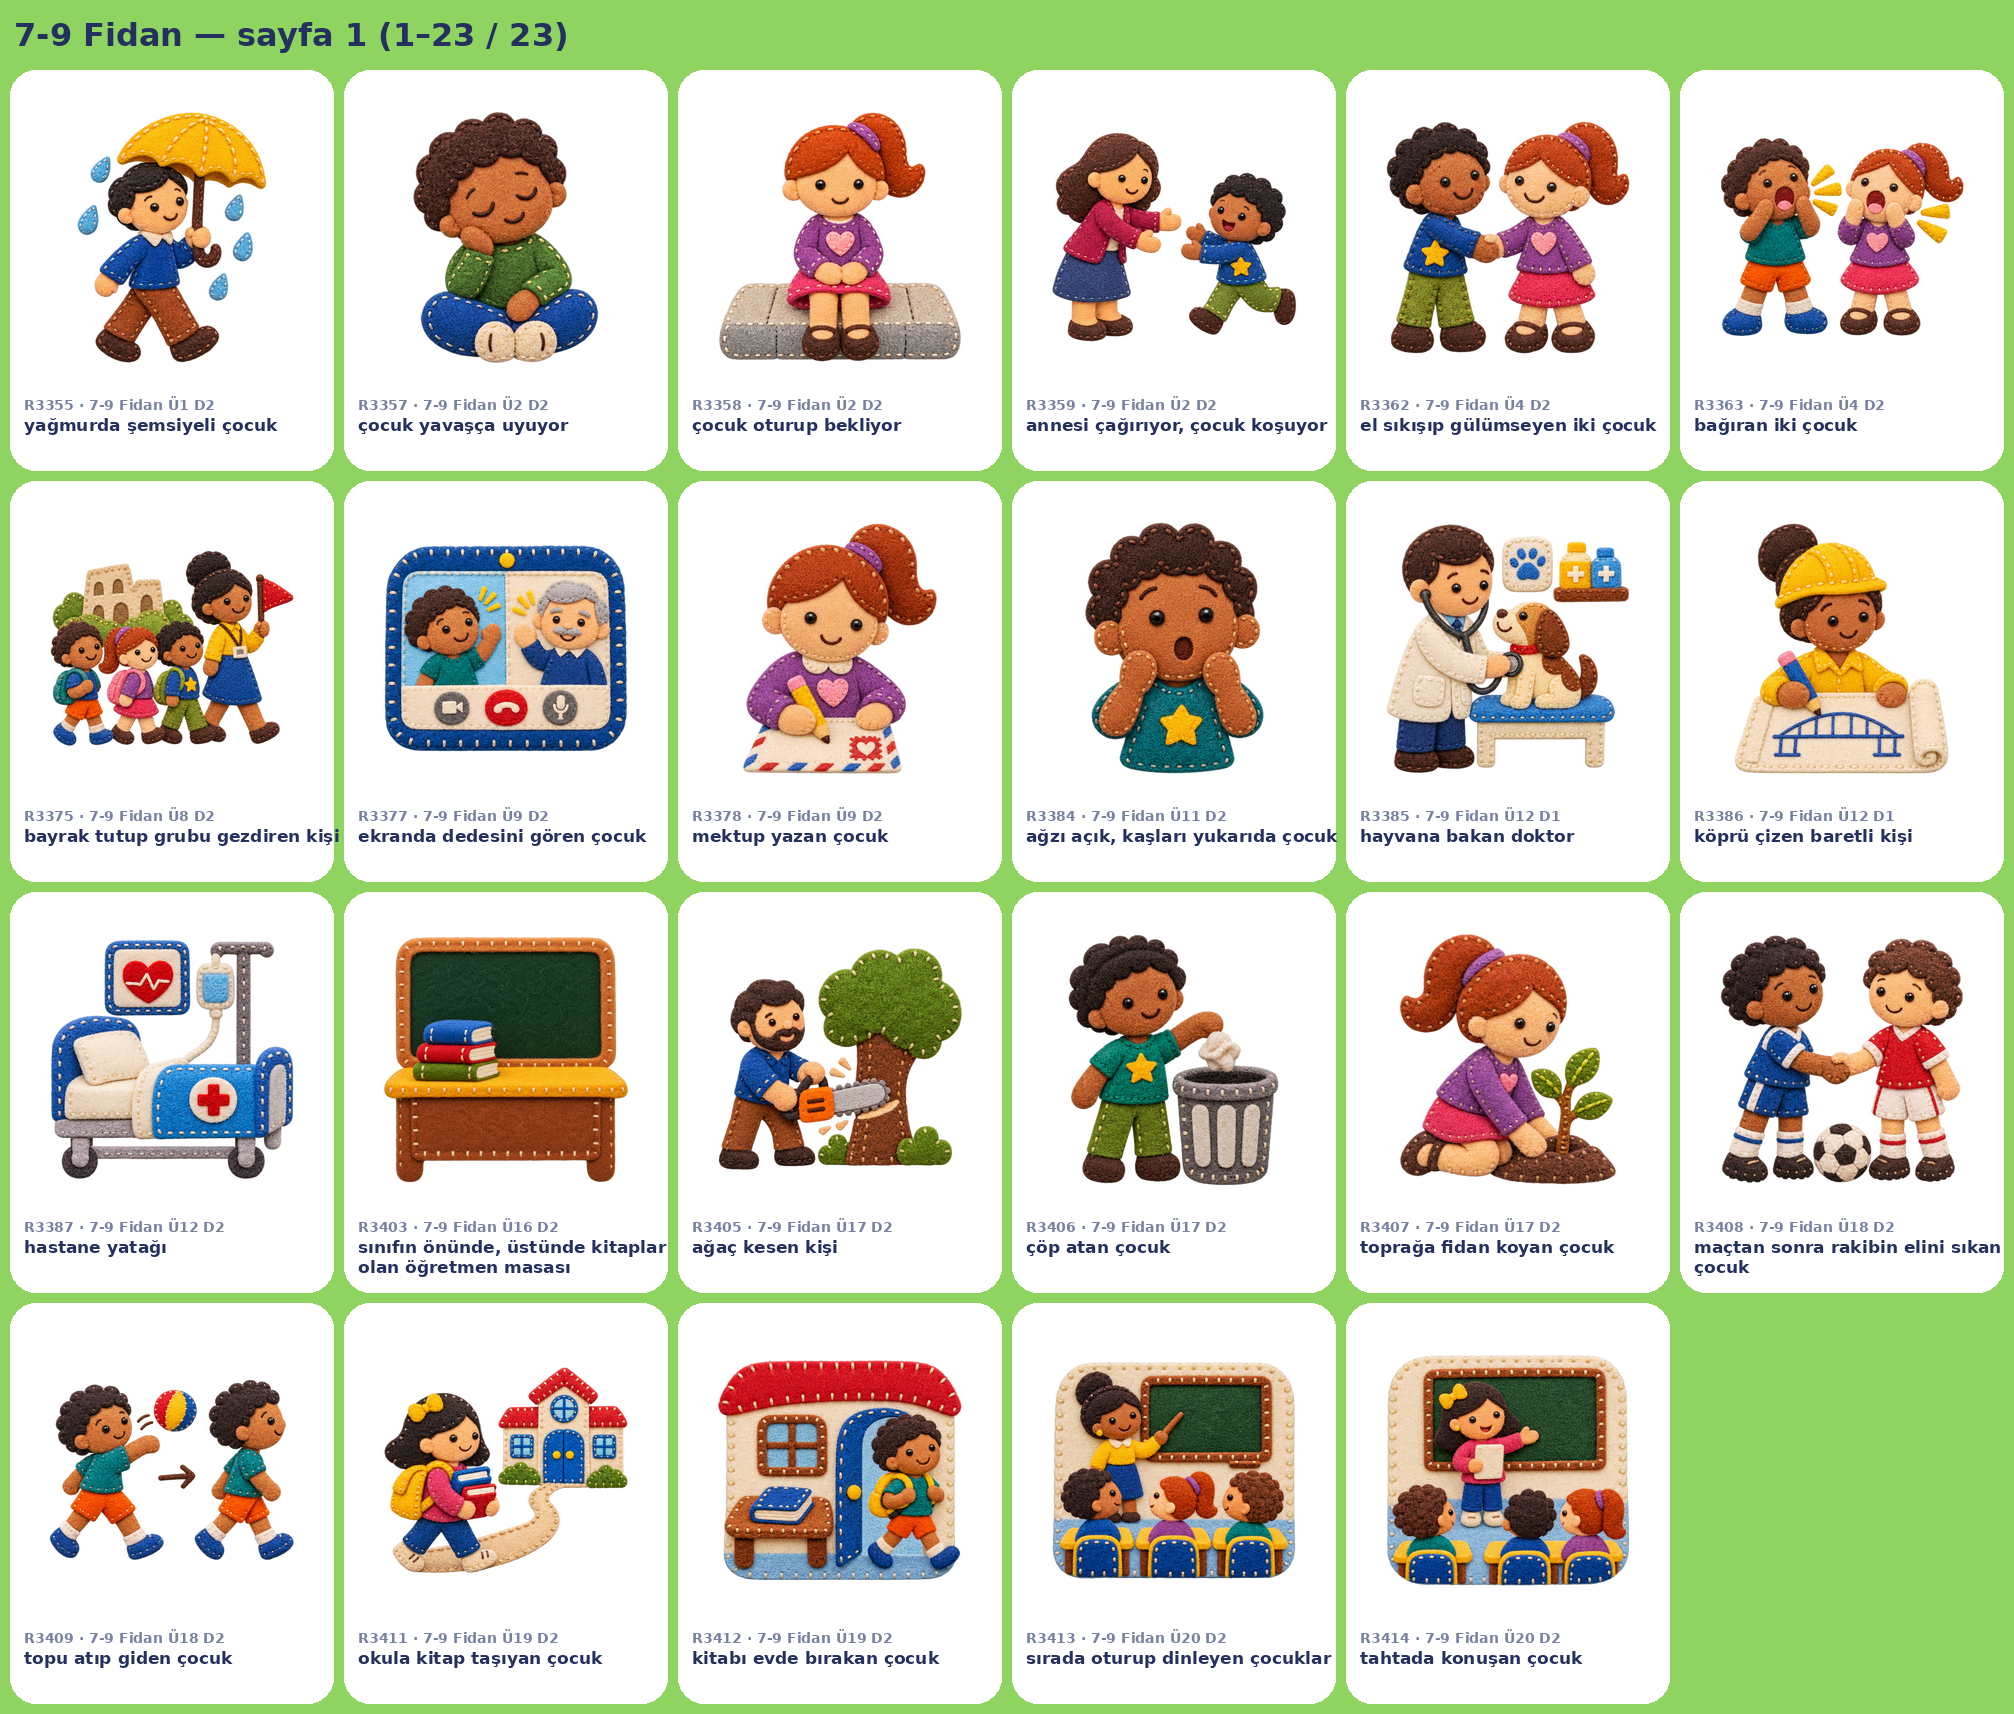 7-9 Fidan — sayfa 1 (1–23 / 23)
R3355 · 7-9 Fidan Ü1 D2
yağmurda şemsiyeli çocuk
R3357 · 7-9 Fidan Ü2 D2
çocuk yavaşça uyuyor
R3358 · 7-9 Fidan Ü2 D2
çocuk oturup bekliyor
R3359 · 7-9 Fidan Ü2 D2
annesi çağırıyor, çocuk koşuyor
R3362 · 7-9 Fidan Ü4 D2
el sıkışıp gülümseyen iki çocuk
R3363 · 7-9 Fidan Ü4 D2
bağıran iki çocuk
R3375 · 7-9 Fidan Ü8 D2
bayrak tutup grubu gezdiren kişi
R3377 · 7-9 Fidan Ü9 D2
ekranda dedesini gören çocuk
R3378 · 7-9 Fidan Ü9 D2
mektup yazan çocuk
R3384 · 7-9 Fidan Ü11 D2
ağzı açık, kaşları yukarıda çocuk
R3385 · 7-9 Fidan Ü12 D1
hayvana bakan doktor
R3386 · 7-9 Fidan Ü12 D1
köprü çizen baretli kişi
R3387 · 7-9 Fidan Ü12 D2
hastane yatağı
R3403 · 7-9 Fidan Ü16 D2
sınıfın önünde, üstünde kitaplar
olan öğretmen masası
R3405 · 7-9 Fidan Ü17 D2
ağaç kesen kişi
R3406 · 7-9 Fidan Ü17 D2
çöp atan çocuk
R3407 · 7-9 Fidan Ü17 D2
toprağa fidan koyan çocuk
R3408 · 7-9 Fidan Ü18 D2
maçtan sonra rakibin elini sıkan
çocuk
R3409 · 7-9 Fidan Ü18 D2
topu atıp giden çocuk
R3411 · 7-9 Fidan Ü19 D2
okula kitap taşıyan çocuk
R3412 · 7-9 Fidan Ü19 D2
kitabı evde bırakan çocuk
R3413 · 7-9 Fidan Ü20 D2
sırada oturup dinleyen çocuklar
R3414 · 7-9 Fidan Ü20 D2
tahtada konuşan çocuk